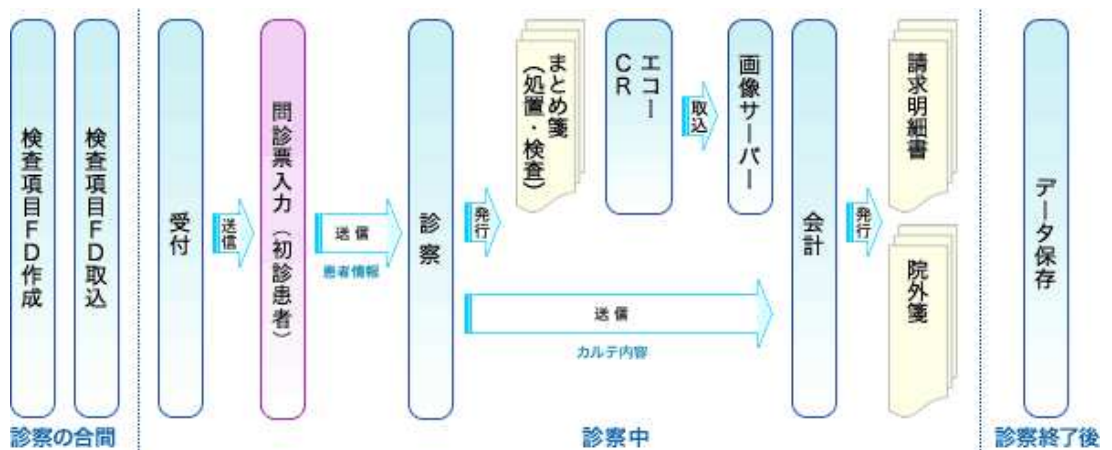 検査項目FD作成
検査項目FD取込
診察の合間
受付
送信
問診票入力（初診患者）
送信
患者情報
診察
発行
まとめ箋
（処置・検査）
エコー
CR
取込
画像サーバー
送信
カルテ内容
会計
発行
請求明細書
院外箋
診察中
データ保存
診察終了後